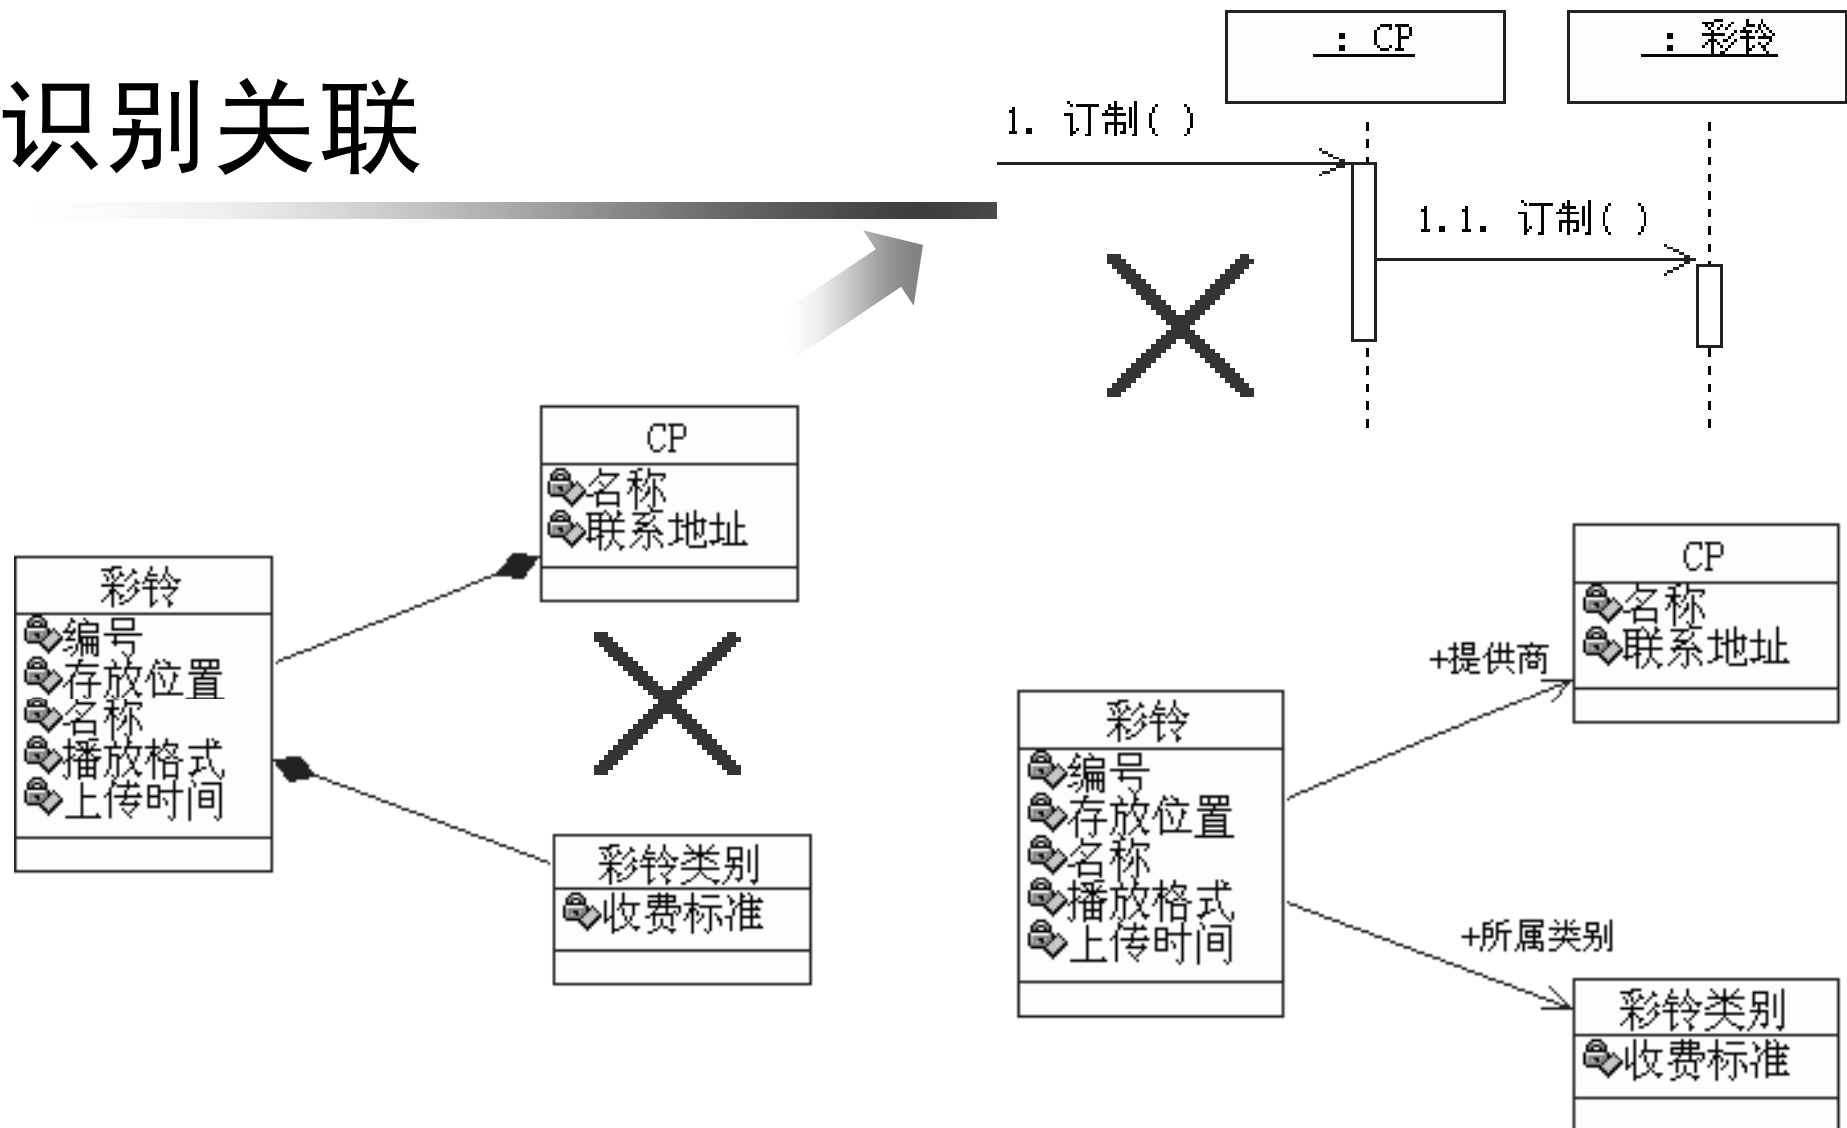 识别关联
: CP
: 彩铃
1. 订制( )
1.1. 订制( )
CP
名称
联系地址
彩铃
编号
存放位置
名称
播放格式
上传时间
彩铃类别
收费标准
CP
名称
联系地址
+提供商
彩铃
编号
存放位置
名称
播放格式
上传时间
+所属类别
彩铃类别
收费标准